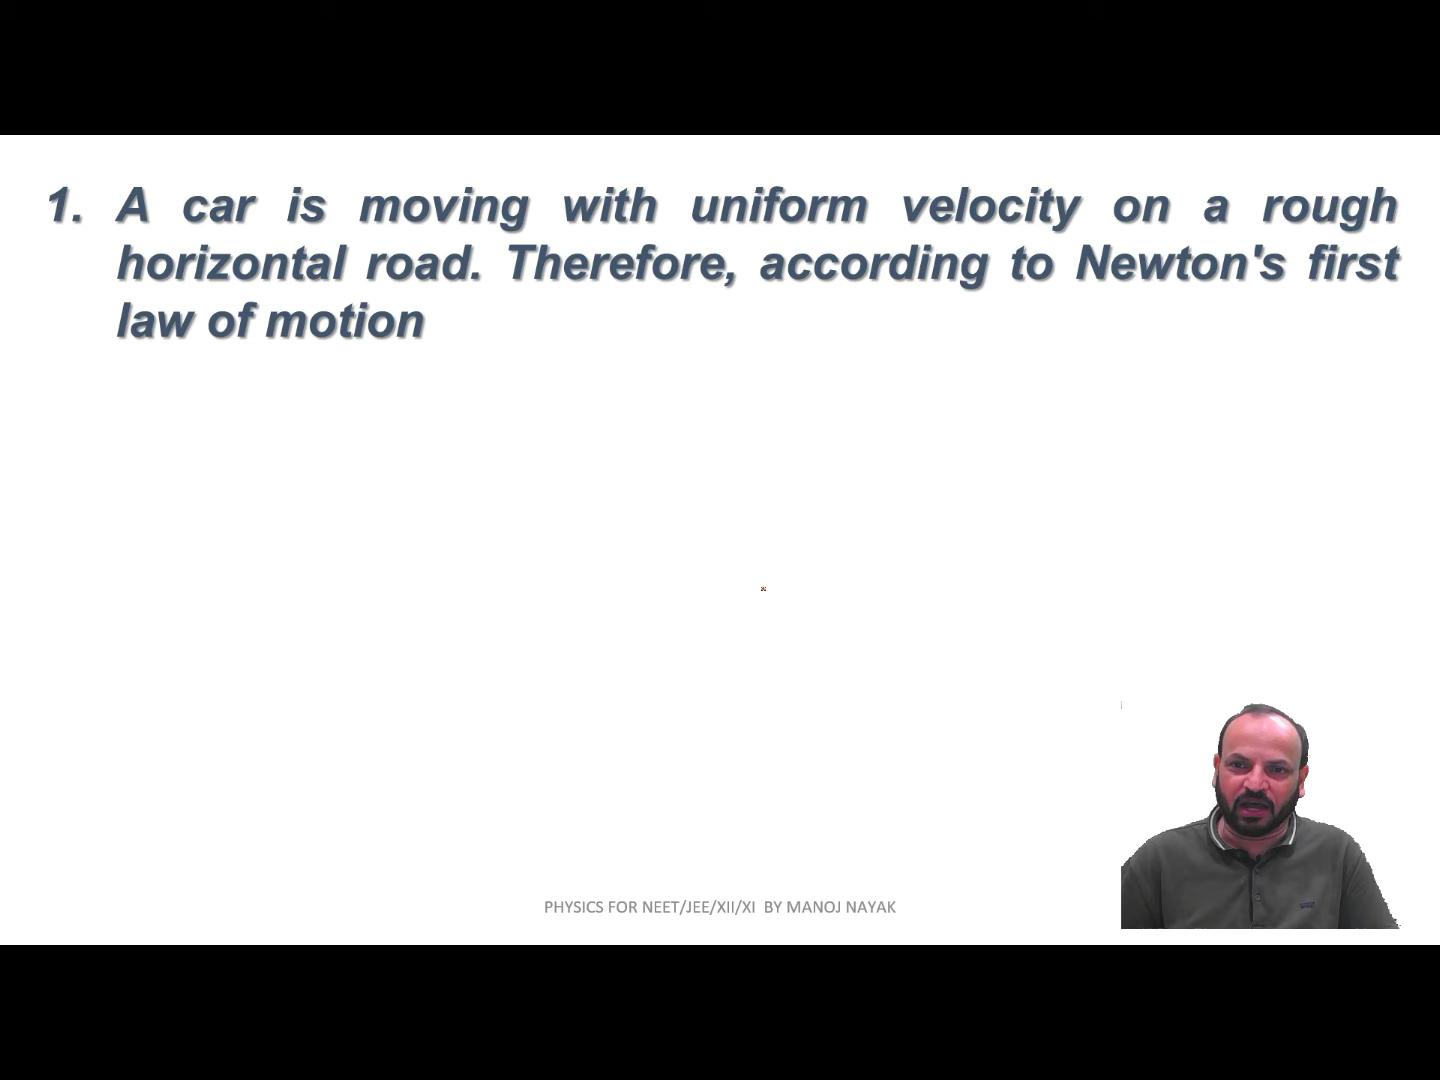 1. A car is moving with uniform velocity on a rough
horizontal road. Therefore, according to Newton's first
law of motion
PHYSICS FOR NEET/JEE/XII/XI BY MANOJ NAYAK